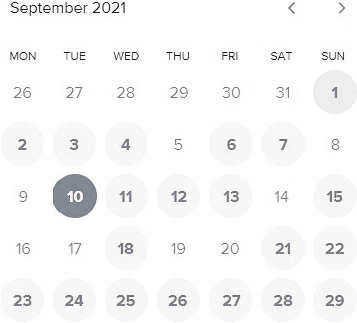 September 2021
MON TUE WED THU FRI SAT SUN
26 27 28 29 30 31 1
2 3 4 5 6 7 8
9 10 11 12 13 14 15
16 17 18 19 20 21 22
23 24 25 26 27 28 29